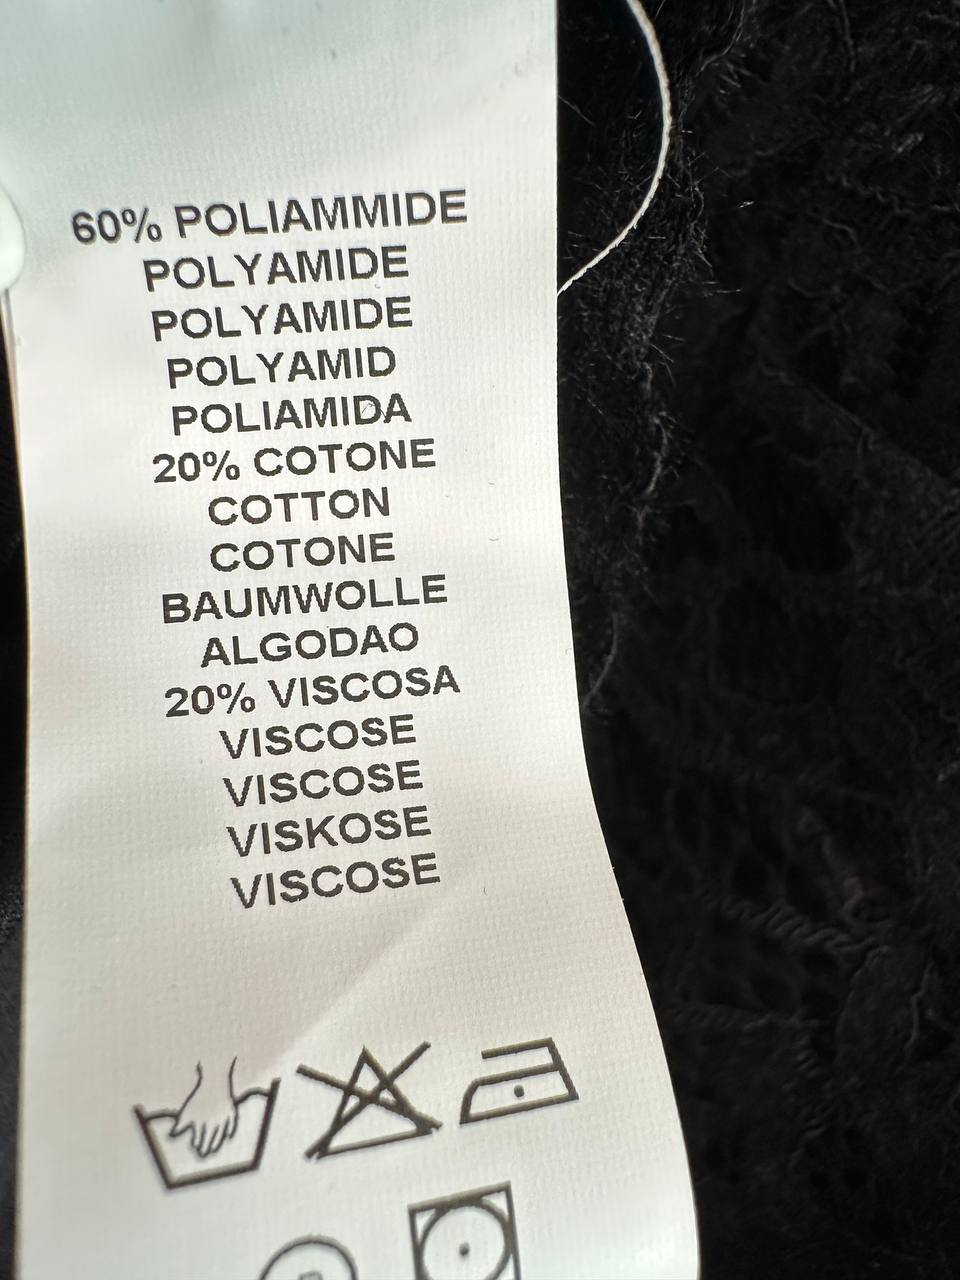 60% POLIAMMIDE
POLYAMIDE
POLYAMIDE
POLYAMID
POLIAMIDA
20% COTONE
COTTON
COTONE
BAUMWOLLE
ALGODAO
20% VISCOSA
VISCOSE
VISCOSE
VISKOSE
VISCOSE